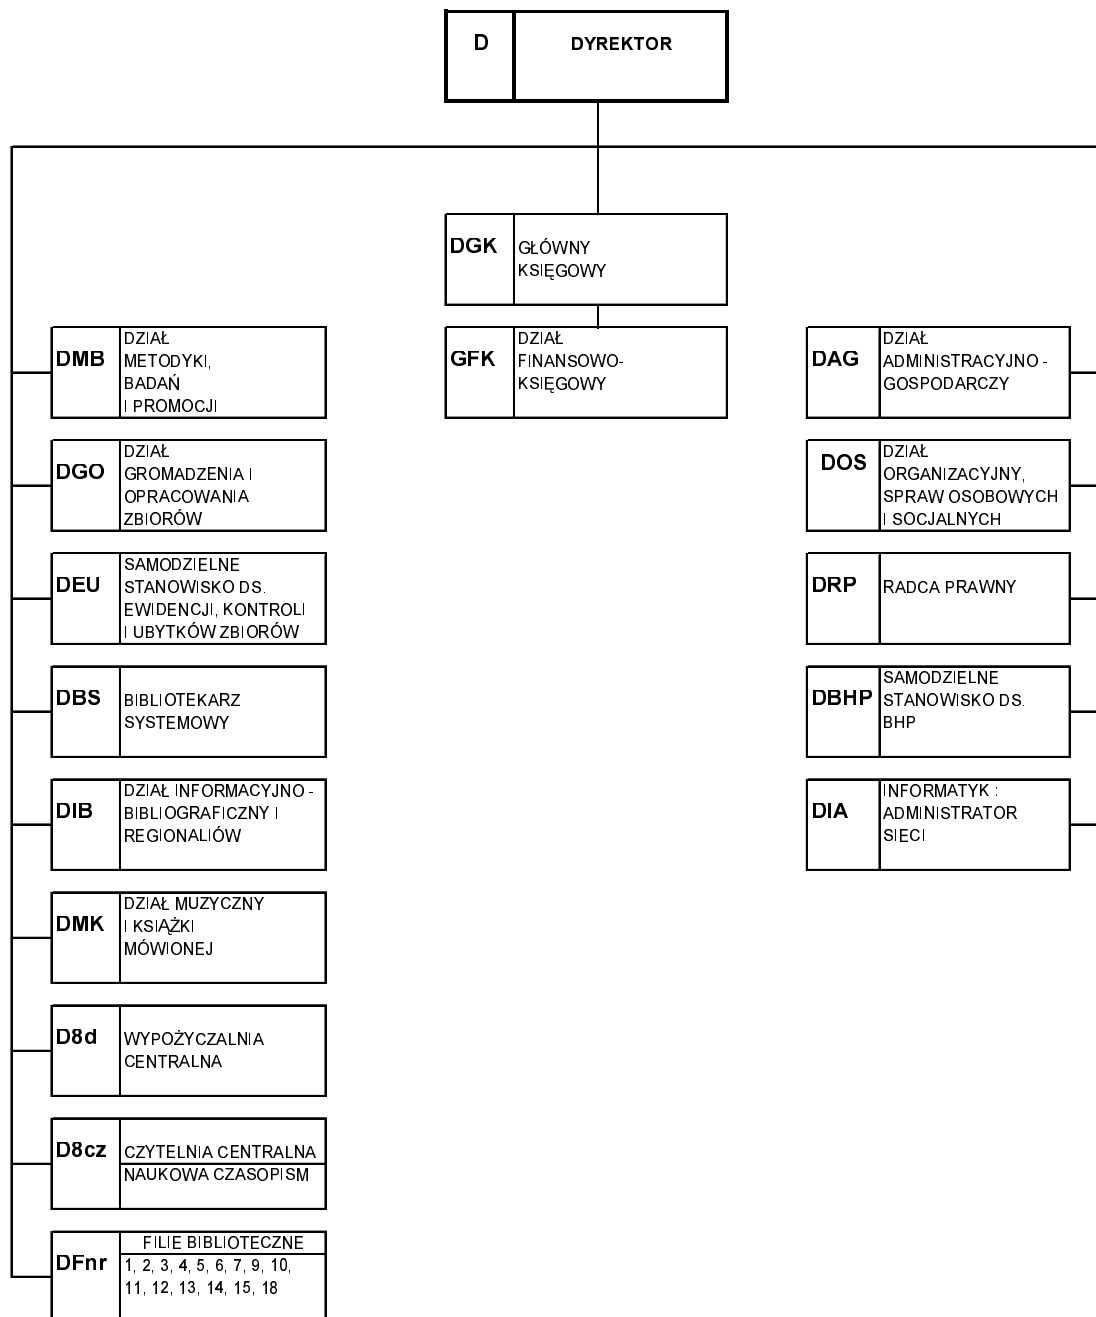 D DYREKTOR
DGK GŁÓWNY
KSIĘGOWY
GFK DZIAŁ
FINANSOWO-
KSIĘGOWY
DMB DZIAŁ
METODYKI,
BADAŃ
I PROMOCJI
DGO DZIAŁ
GROMADZENIA I
OPRACOWANIA
ZBIORÓW
DEU SAMODZIELNE
STANOWISKO DS.
EWIDENCJI, KONTROLI
I UBYTKÓW ZBIORÓW
DBS BIBLIOTEKARZ
SYSTEMOWY
DIB DZIAŁ INFORMACYJNO -
BIBLIOGRAFICZNY I
REGIONALIÓW
DMK DZIAŁ MUZYCZNY
I KSIĄŻKI
MÓWIONEJ
D8d WYPOŻYCZALNIA
CENTRALNA
D8cz CZYTELNIA CENTRALNA
NAUKOWA CZASOPISM
DFnr FILIE BIBLIOTECZNE
1, 2, 3, 4, 5, 6, 7, 9, 10,
11, 12, 13, 14, 15, 18
DAG DZIAŁ
ADMINISTRACYJNO -
GOSPODARCZY
DOS DZIAŁ
ORGANIZACYJNY,
SPRAW OSOBOWYCH
I SOCJALNYCH
DRP RADCA PRAWNY
DBHP SAMODZIELNE
STANOWISKO DS.
BHP
DIA INFORMATYK :
ADMINISTRATOR
SIECI